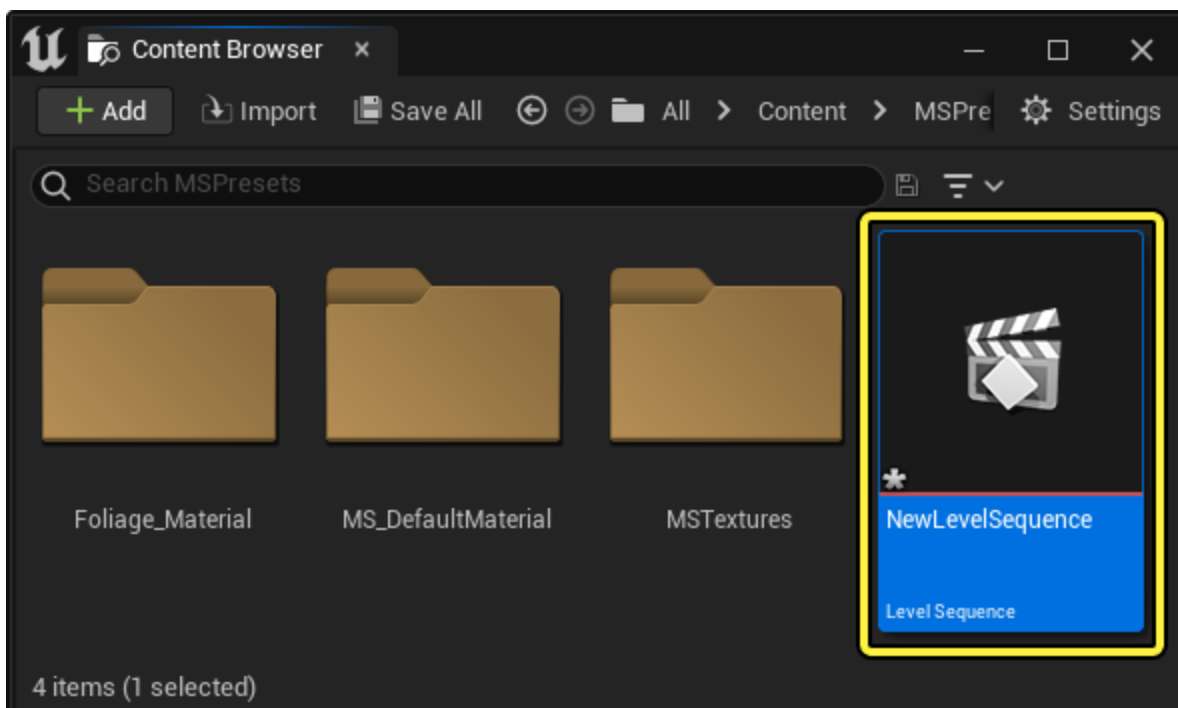 Content Browser
+ Add Import Save All All > Content > MSPre Settings
Search MSPresets
Foliage_Material MS_DefaultMaterial MSTextures NewLevelSequence
Level Sequence
4 items (1 selected)